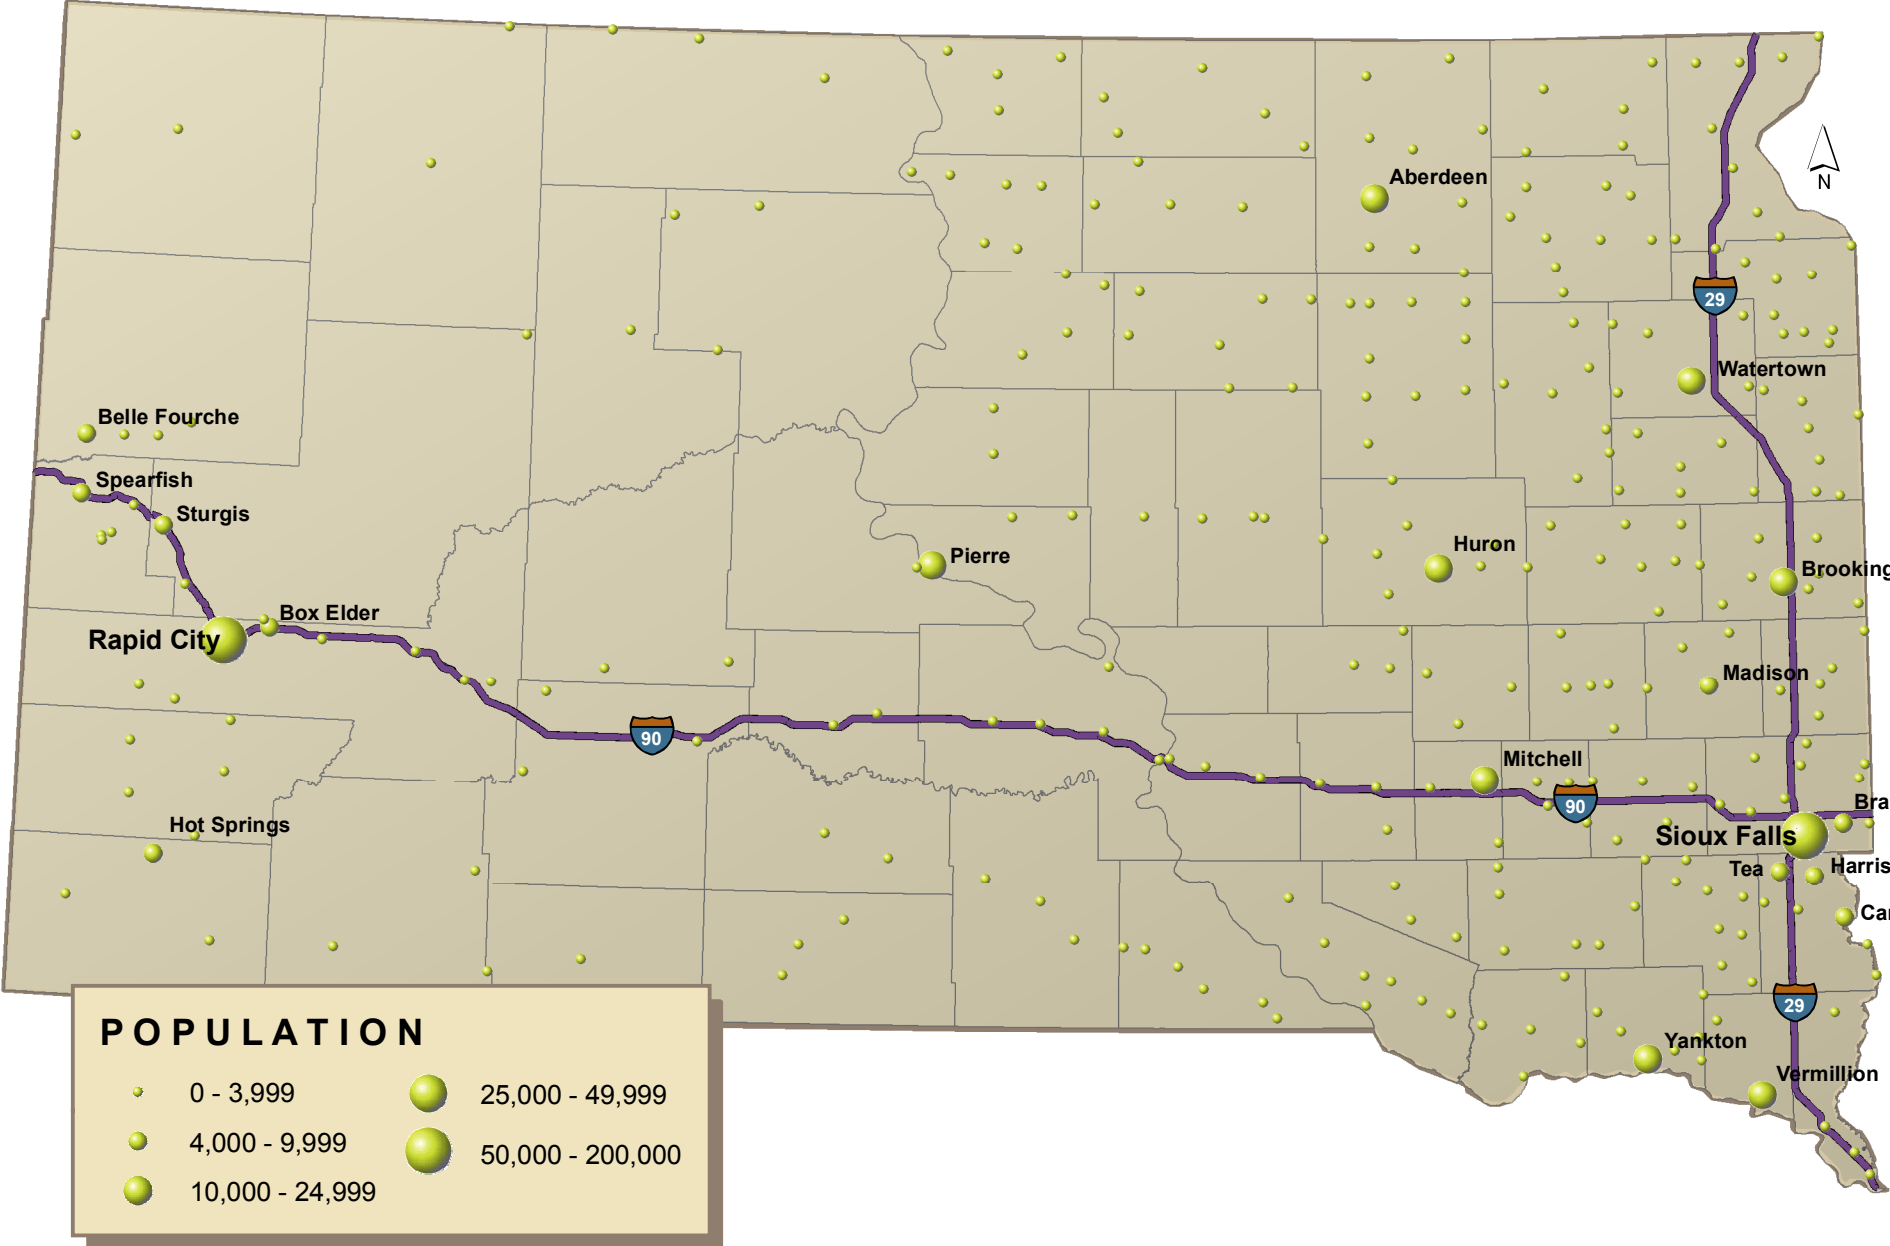 N
Aberdeen
29
Watertown
Belle Fourche
Spearfish
Sturgis
Pierre
Huron
Brooking
Box Elder
Rapid City
Madison
90
Mitchell
90
Bra
Hot Springs
Sioux Falls
Tea
Harris
Car
29
Yankton
Vermillion
POPULATION
0 - 3,999
4,000 - 9,999
10,000 - 24,999
25,000 - 49,999
50,000 - 200,000